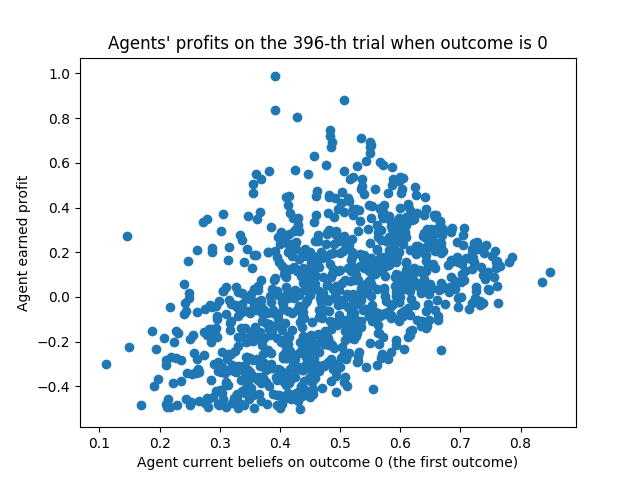 Agents' profits on the 396-th trial when outcome is 0
1.0
0.8
0.6
0.4
0.2
0.0
−0.2
−0.4
Agent earned profit
0.1 0.2 0.3 0.4 0.5 0.6 0.7 0.8
Agent current beliefs on outcome 0 (the first outcome)